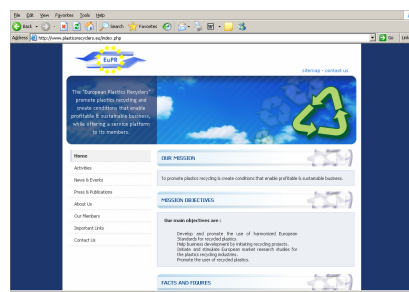 File Edit View Favorites Tools Help
Back Search Favorites
Address http://www.plasticsrecyclers.eu/index.php Go Link
EuPR
sitemap - contact us
The "European Plastics Recyclers"
promote plastics recycling and
create conditions that enable
profitable & sustainable business,
while offering a service platform
to its members.
Home
Activities
News & Events
Press & Publications
About Us
Our Members
Important Links
Contact Us
OUR MISSION
To promote plastics recycling & create conditions that enable profitable & sustainable business.
MISSION OBJECTIVES
Our main objectives are :
Develop and promote the use of harmonized European
Standards for recycled plastics.
Help business development by initiating recycling projects.
Initiate and stimulate European market research studies for
the plastics recycling industries.
Promote the user of recycled plastics.
FACTS AND FIGURES